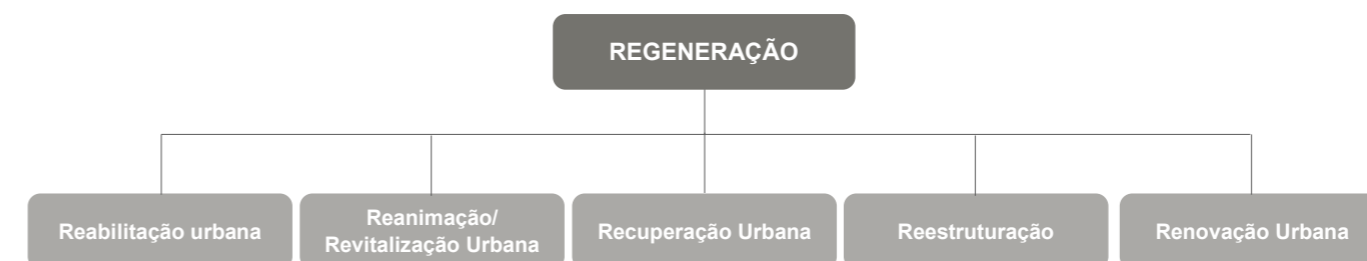 REGENERAÇÃO
Reabilitação urbana
Reanimação/
Revitalização Urbana
Recuperação Urbana
Reestruturação
Renovação Urbana